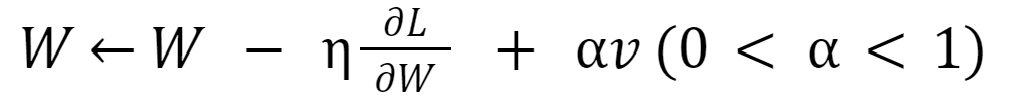 W ← W − η ∂L/∂W + αv (0 < α < 1)